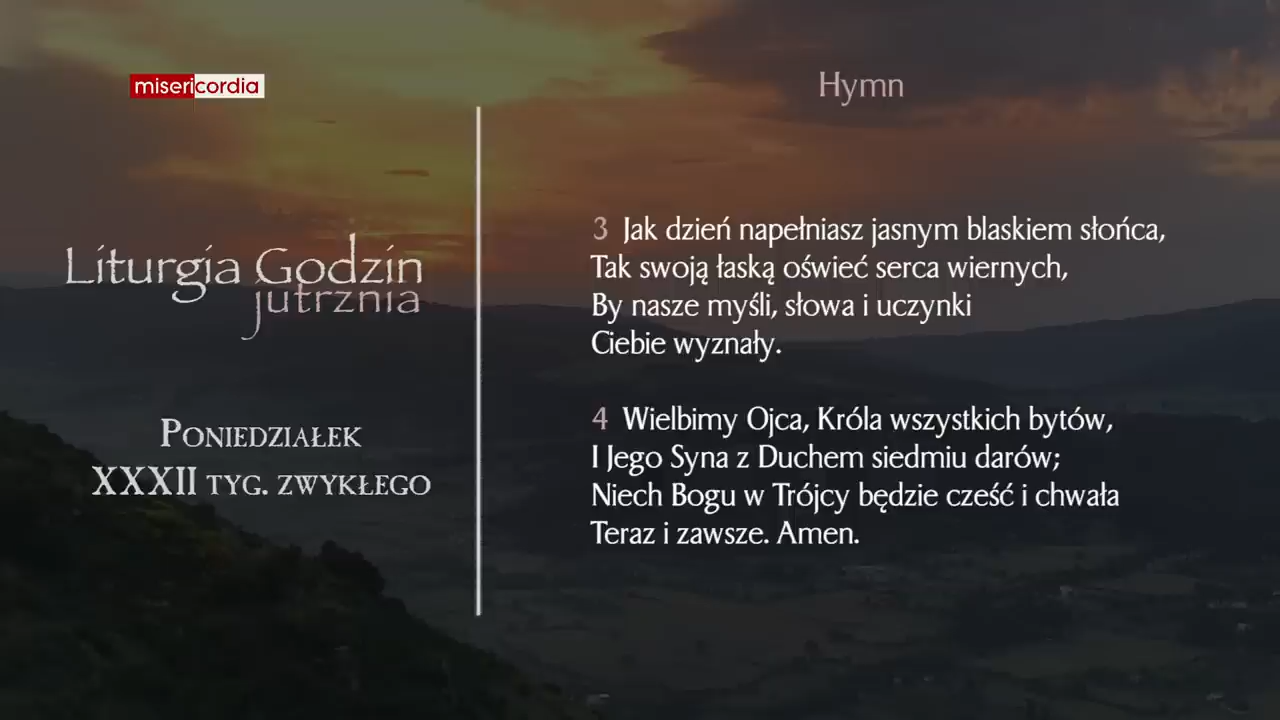 misericordia
Liturgia Godzin
jutrznia
Poniedziałek
XXXII tyg. zwykłego
Hymn
3 Jak dzień napełniasz jasnym blaskiem słońca,
Tak swoją łaską oświeć serca wiernych,
By nasze myśli, słowa i uczynki
Ciebie wyznały.
4 Wielbimy Ojca, Króla wszystkich bytów,
I Jego Syna z Duchem siedmiu darów;
Niech Bogu w Trójcy będzie cześć i chwała
Teraz i zawsze. Amen.